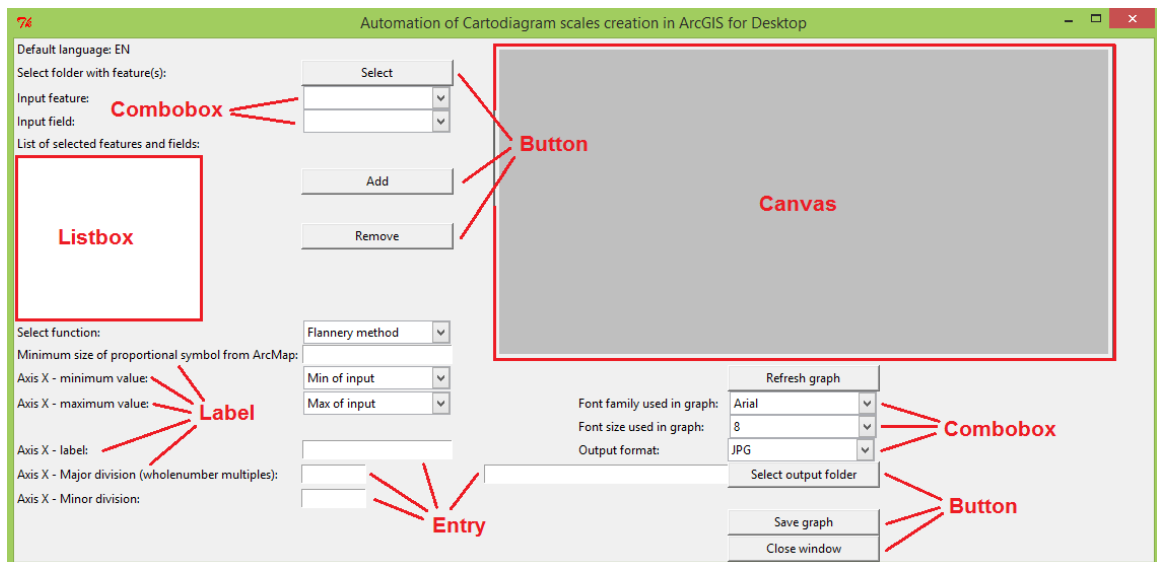 Automation of Cartodiagram scales creation in ArcGIS for Desktop
Default language: EN
Select folder with feature(s):
Select
Input feature:
Combobox
Input field:
List of selected features and fields:
Button
Add
Canvas
Listbox
Remove
Select function:
Flannery method
Minimum size of proportional symbol from ArcMap:
Axis X - minimum value:
Min of input
Refresh graph
Axis X - maximum value:
Max of input
Label
Font family used in graph:
Arial
Font size used in graph:
8
Combobox
Axis X - label:
Output format:
JPG
Axis X - Major division (wholenumber multiples):
Select output folder
Axis X - Minor division:
Entry
Button
Save graph
Close window